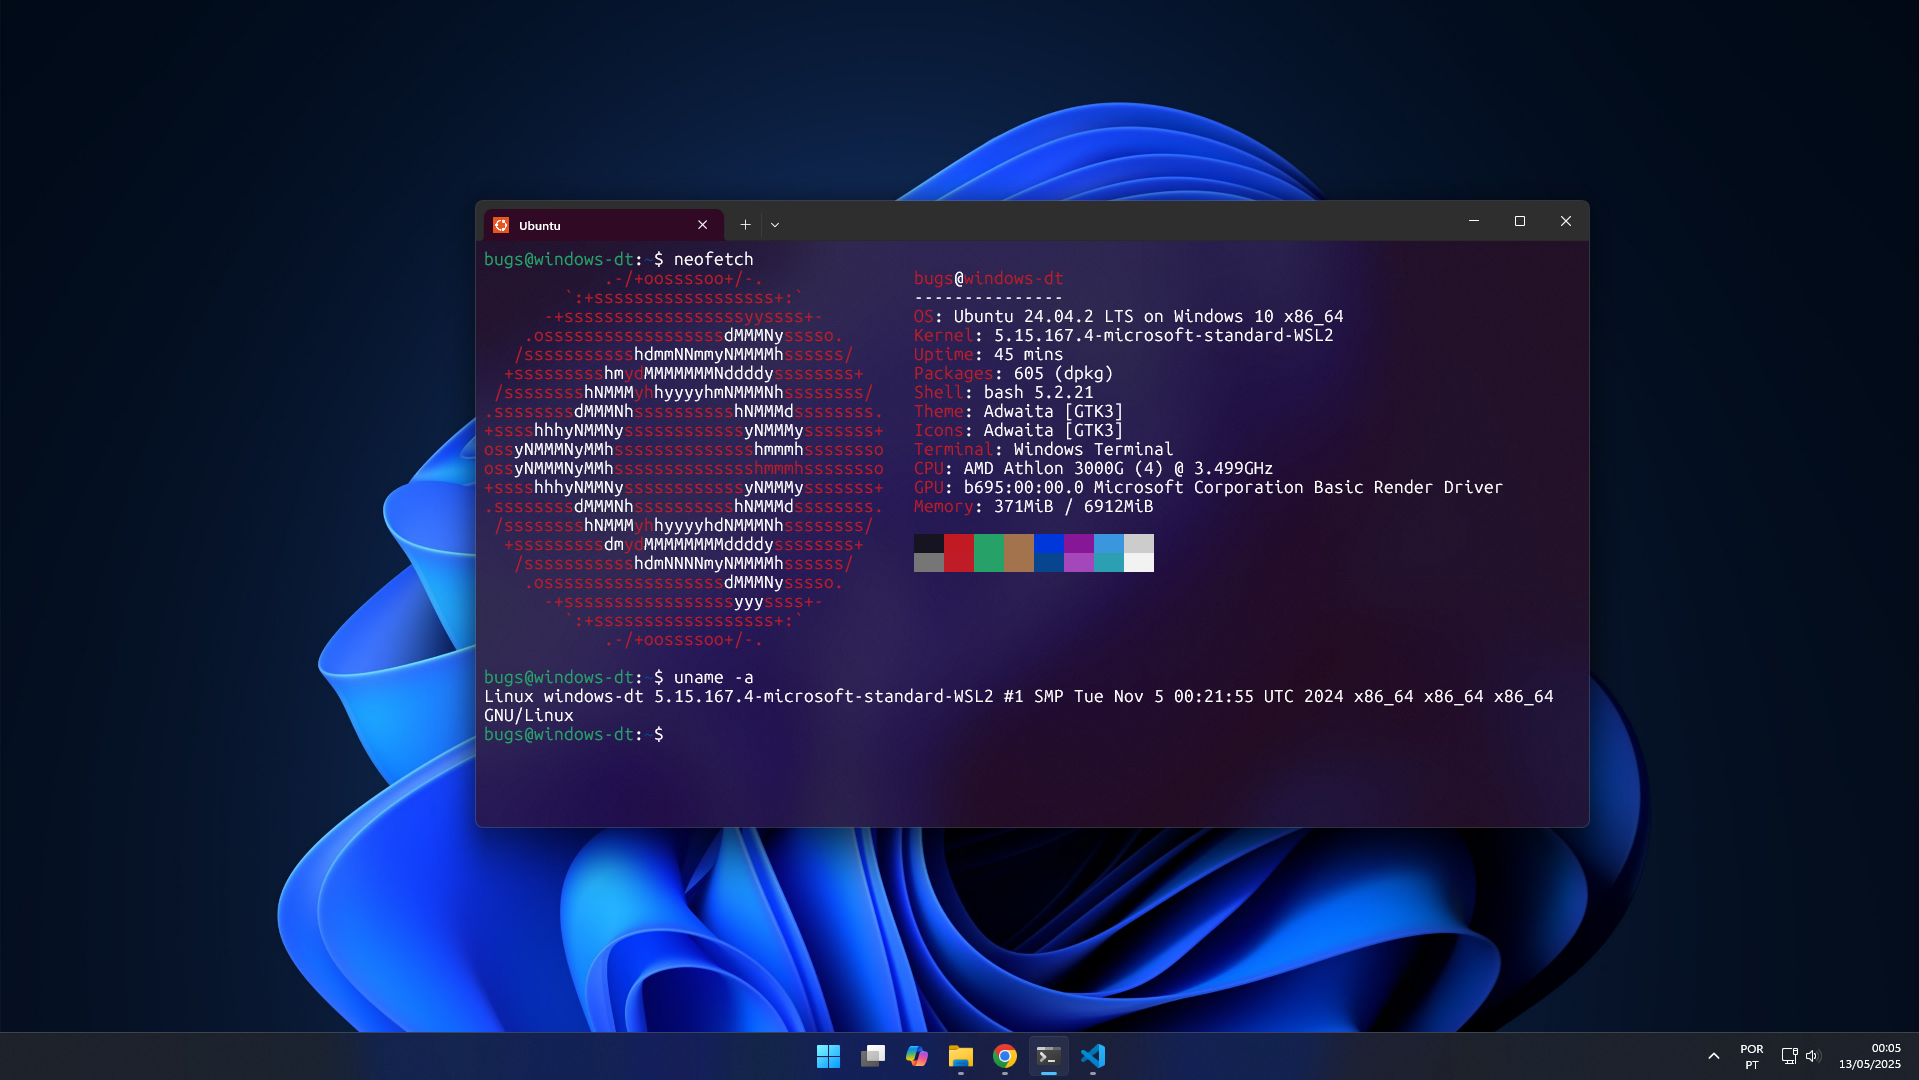 Ubuntu
bugs@windows-dt:~$ neofetch
            .-/+oossssoo+/-.               bugs@windows-dt
        `:+ssssssssssssssssss+:`           ---------------
      -+ssssssssssssssssssyyssss+-         OS: Ubuntu 24.04.2 LTS on Windows 10 x86_64
    .ossssssssssssssssssdMMMNysssso.       Kernel: 5.15.167.4-microsoft-standard-WSL2
   /ssssssssssshdmmNNmmyNMMMMhssssss/      Uptime: 45 mins
  +ssssssssshmydMMMMMMMNddddyssssssss+     Packages: 605 (dpkg)
 /sssssssshNMMMyhhyyyyhmNMMMNhssssssss/    Shell: bash 5.2.21
.ssssssssdMMMNhsssssssssshNMMMdssssssss.   Theme: Adwaita [GTK3]
+sssshhhyNMMNyssssssssssssyNMMMysssssss+   Icons: Adwaita [GTK3]
ossyNMMMNyMMhsssssssssssssshmmmhssssssso   Terminal: Windows Terminal
ossyNMMMNyMMhsssssssssssssshmmmhssssssso   CPU: AMD Athlon 3000G (4) @ 3.499GHz
+sssshhhyNMMNyssssssssssssyNMMMysssssss+   GPU: b695:00:00.0 Microsoft Corporation Basic Render Driver
.ssssssssdMMMNhsssssssssshNMMMdssssssss.   Memory: 371MiB / 6912MiB
 /sssssssshNMMMyhhyyyyhdNMMMNhssssssss/
  +sssssssssdmydMMMMMMMMddddyssssssss+
   /ssssssssssshdmNNNNmyNMMMMhssssss/
    .ossssssssssssssssssdMMMNysssso.
      -+sssssssssssssssssyyyssss+-
        `:+ssssssssssssssssss+:`
            .-/+oossssoo+/-.
bugs@windows-dt:~$ uname -a
Linux windows-dt 5.15.167.4-microsoft-standard-WSL2 #1 SMP Tue Nov 5 00:21:55 UTC 2024 x86_64 x86_64 x86_64
GNU/Linux
bugs@windows-dt:~$
POR
PT
00:05
13/05/2025